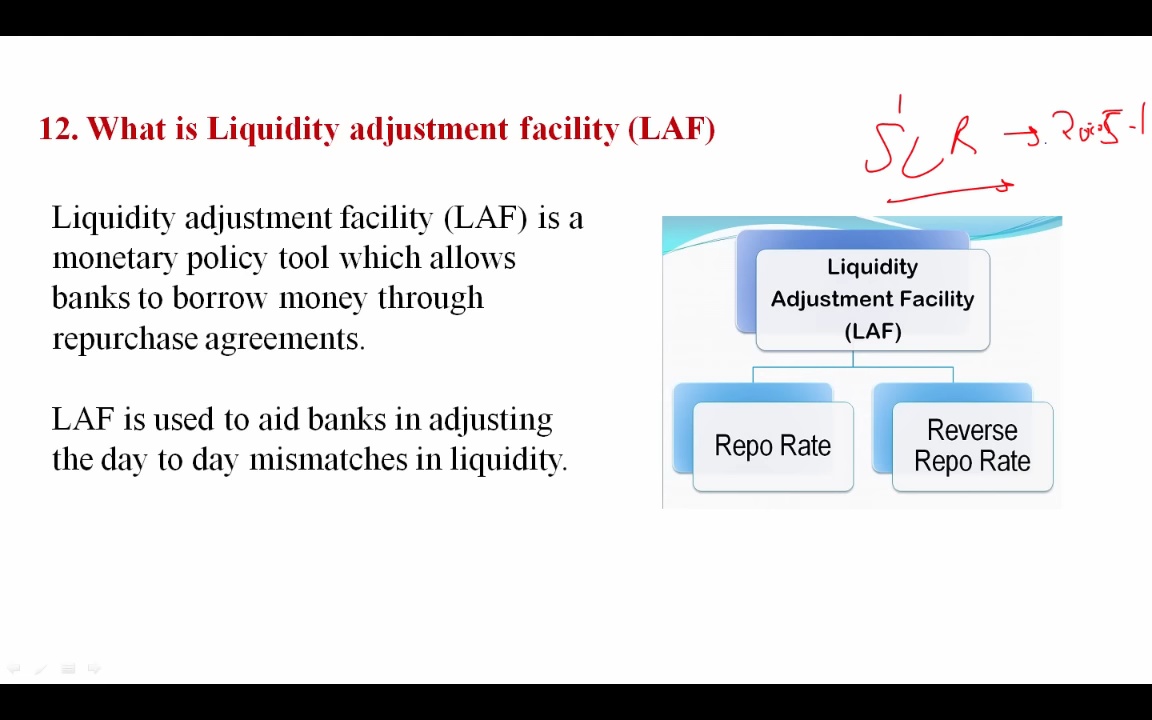 12. What is Liquidity adjustment facility (LAF)
SLR
Liquidity adjustment facility (LAF) is a
monetary policy tool which allows
banks to borrow money through
repurchase agreements.
LAF is used to aid banks in adjusting
the day to day mismatches in liquidity.
Liquidity
Adjustment Facility
(LAF)
Repo Rate
Reverse
Repo Rate